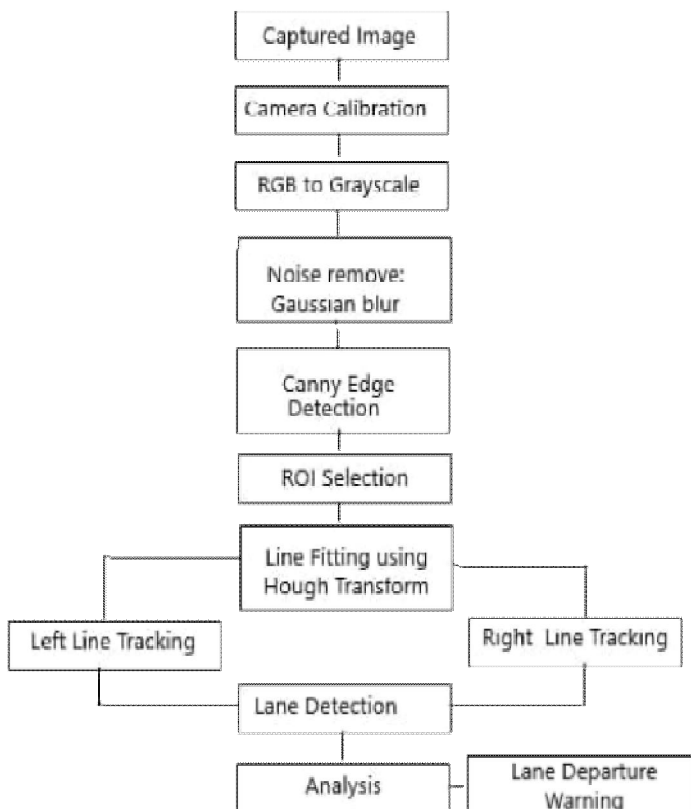 Captured Image
Camera Calibration
RGB to Grayscale
Noise remove:
Gaussian blur
Canny Edge
Detection
ROI Selection
Line Fitting using
Hough Transform
Left Line Tracking
Right Line Tracking
Lane Detection
Analysis
Lane Departure
Warning